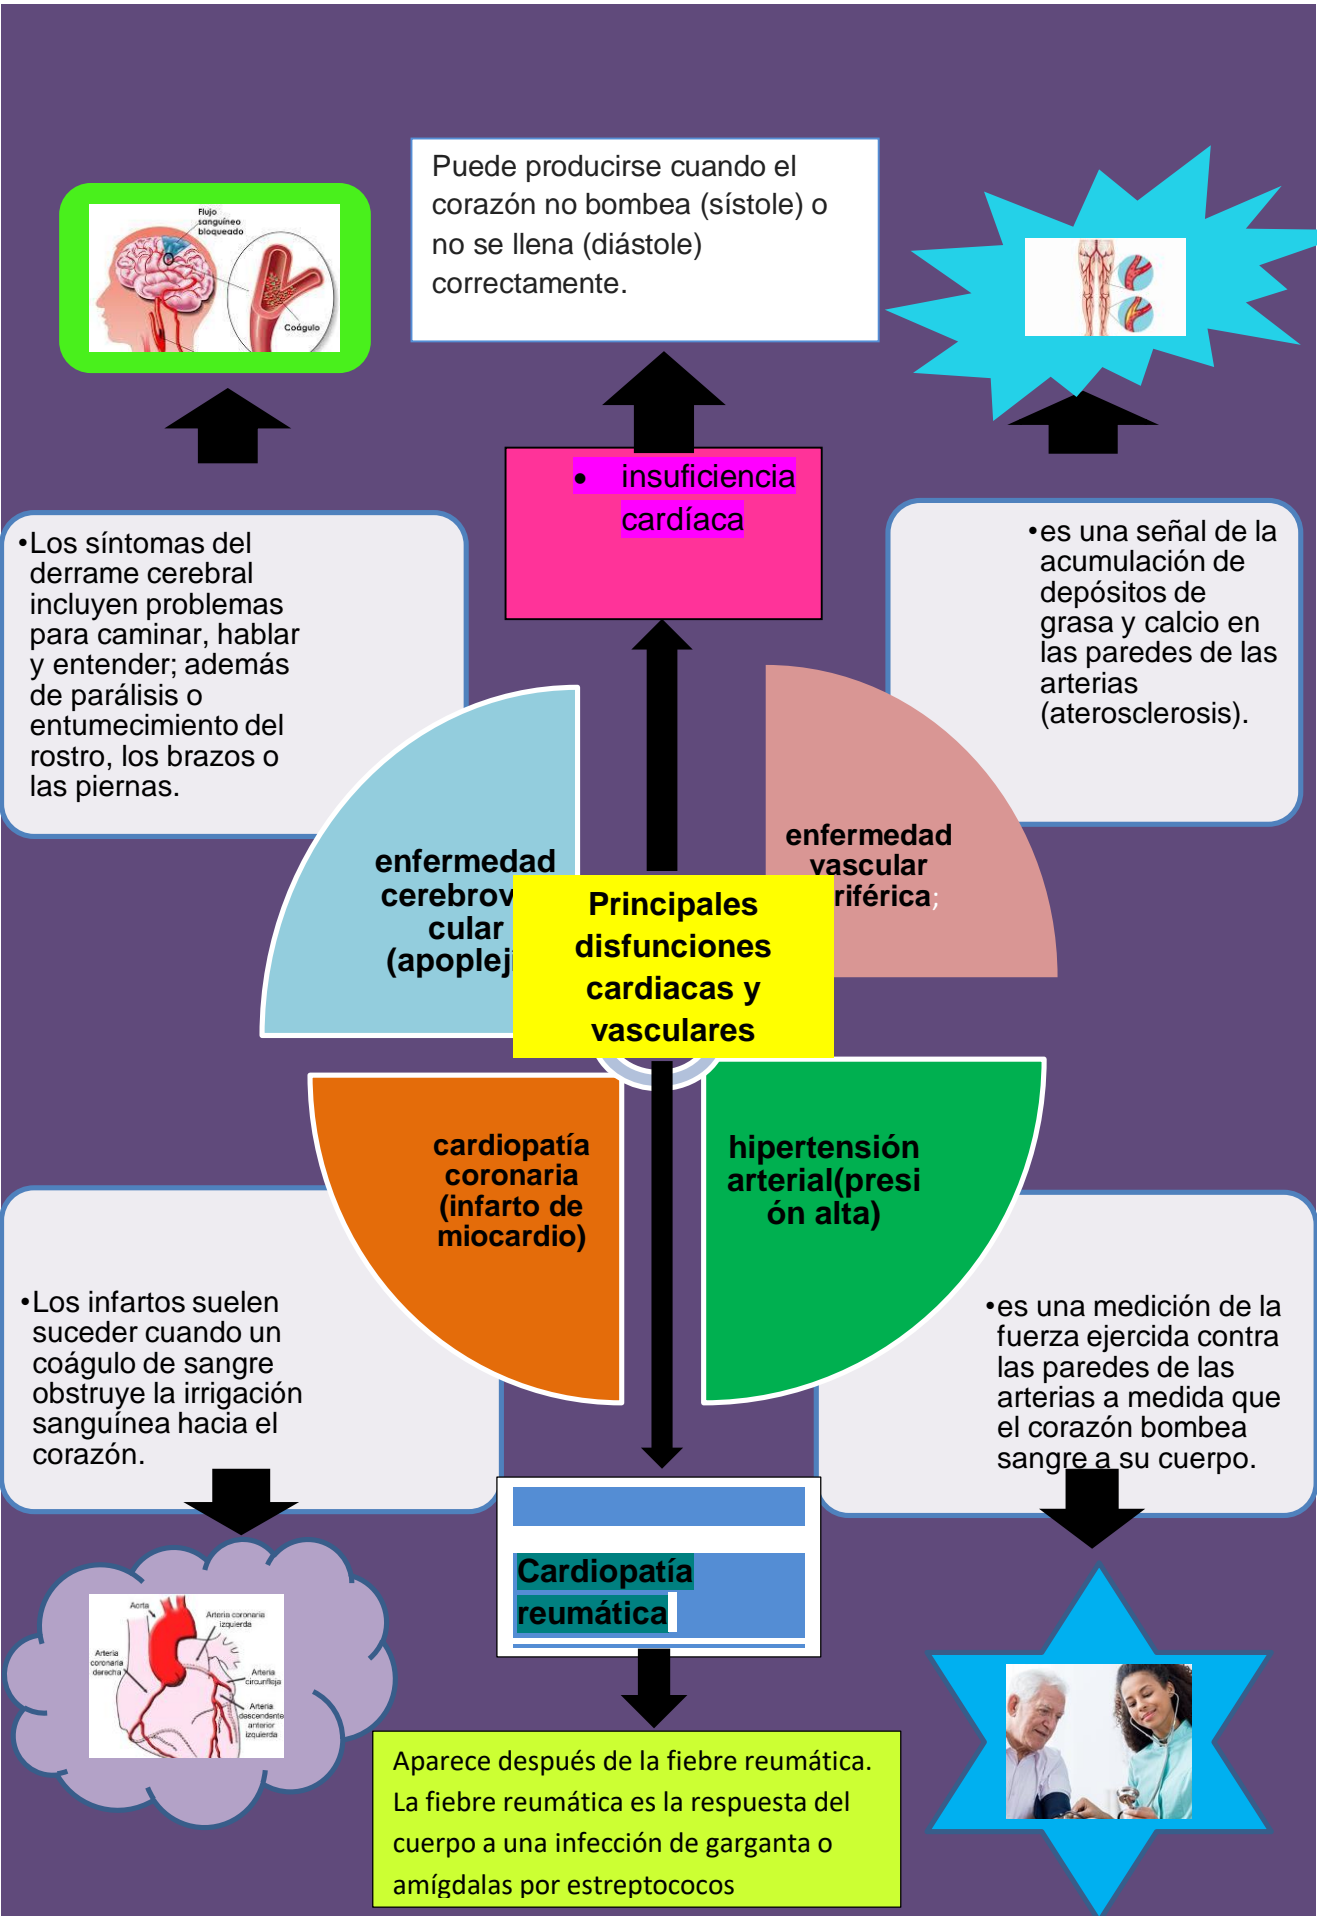 Flujo
sanguíneo
bloqueado
Coágulo
Puede producirse cuando el
corazón no bombea (sístole) o
no se llena (diástole)
correctamente.
• insuficiencia
cardíaca
•Los síntomas del
derrame cerebral
incluyen problemas
para caminar, hablar
y entender; además
de parálisis o
entumecimiento del
rostro, los brazos o
las piernas.
•es una señal de la
acumulación de
depósitos de
grasa y calcio en
las paredes de las
arterias
(aterosclerosis).
enfermedad
cerebrov
cular
(apoplej
enfermedad
vascular
riférica;
Principales
disfunciones
cardiacas y
vasculares
cardiopatía
coronaria
(infarto de
miocardio)
hipertensión
arterial(presi
ón alta)
•Los infartos suelen
suceder cuando un
coágulo de sangre
obstruye la irrigación
sanguínea hacia el
corazón.
•es una medición de la
fuerza ejercida contra
las paredes de las
arterias a medida que
el corazón bombea
sangre a su cuerpo.
Cardiopatía
reumática
Aorta
Arteria coronaria
izquierda
Arteria
coronaria
derecha
Arteria
circunfleja
Arteria
descendente
anterior
izquierda
Aparece después de la fiebre reumática.
La fiebre reumática es la respuesta del
cuerpo a una infección de garganta o
amígdalas por estreptococos